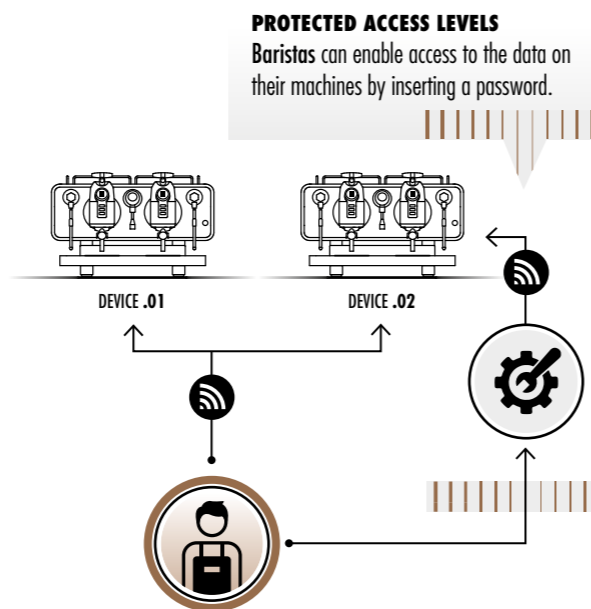 PROTECTED ACCESS LEVELS
Baristas can enable access to the data on
their machines by inserting a password.
DEVICE .01
DEVICE .02